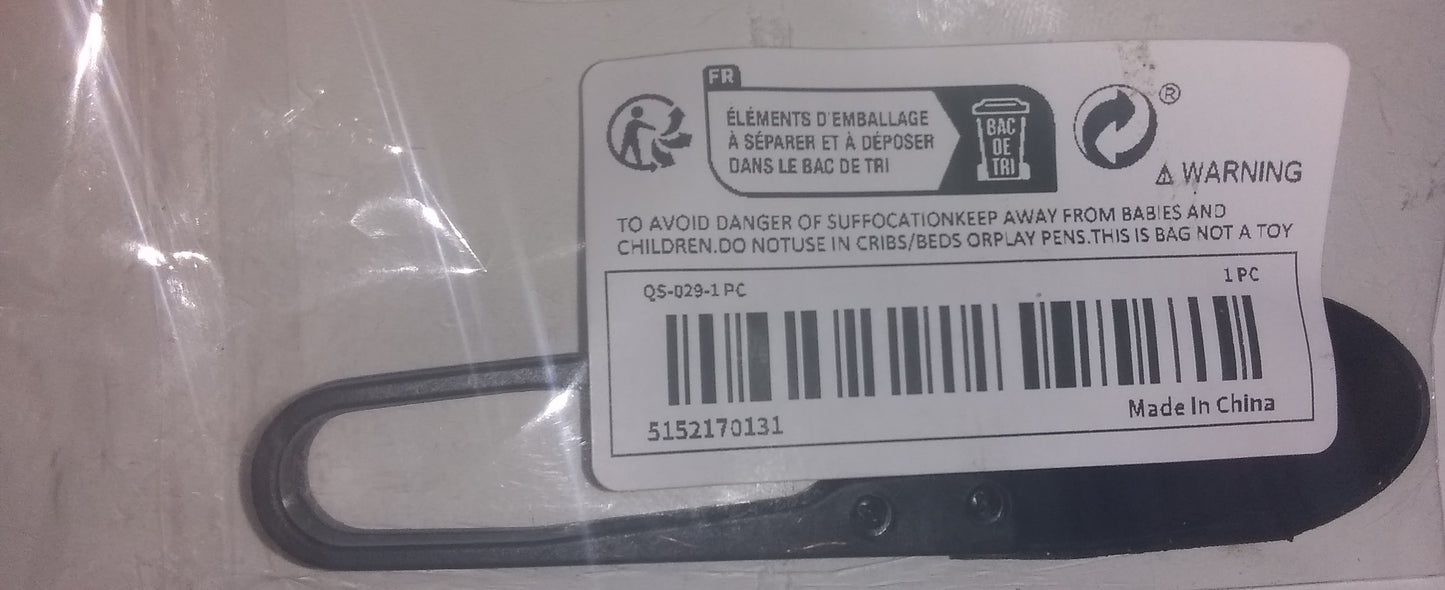 FR
ÉLÉMENTS D'EMBALLAGE
À SÉPARER ET À DÉPOSER
DANS LE BAC DE TRI
BAC
DE
TRI
®
⚠ WARNING
TO AVOID DANGER OF SUFFOCATIONKEEP AWAY FROM BABIES AND
CHILDREN.DO NOTUSE IN CRIBS/BEDS ORPLAY PENS.THIS IS BAG NOT A TOY
QS-029-1 PC 1 PC
5152170131 Made In China